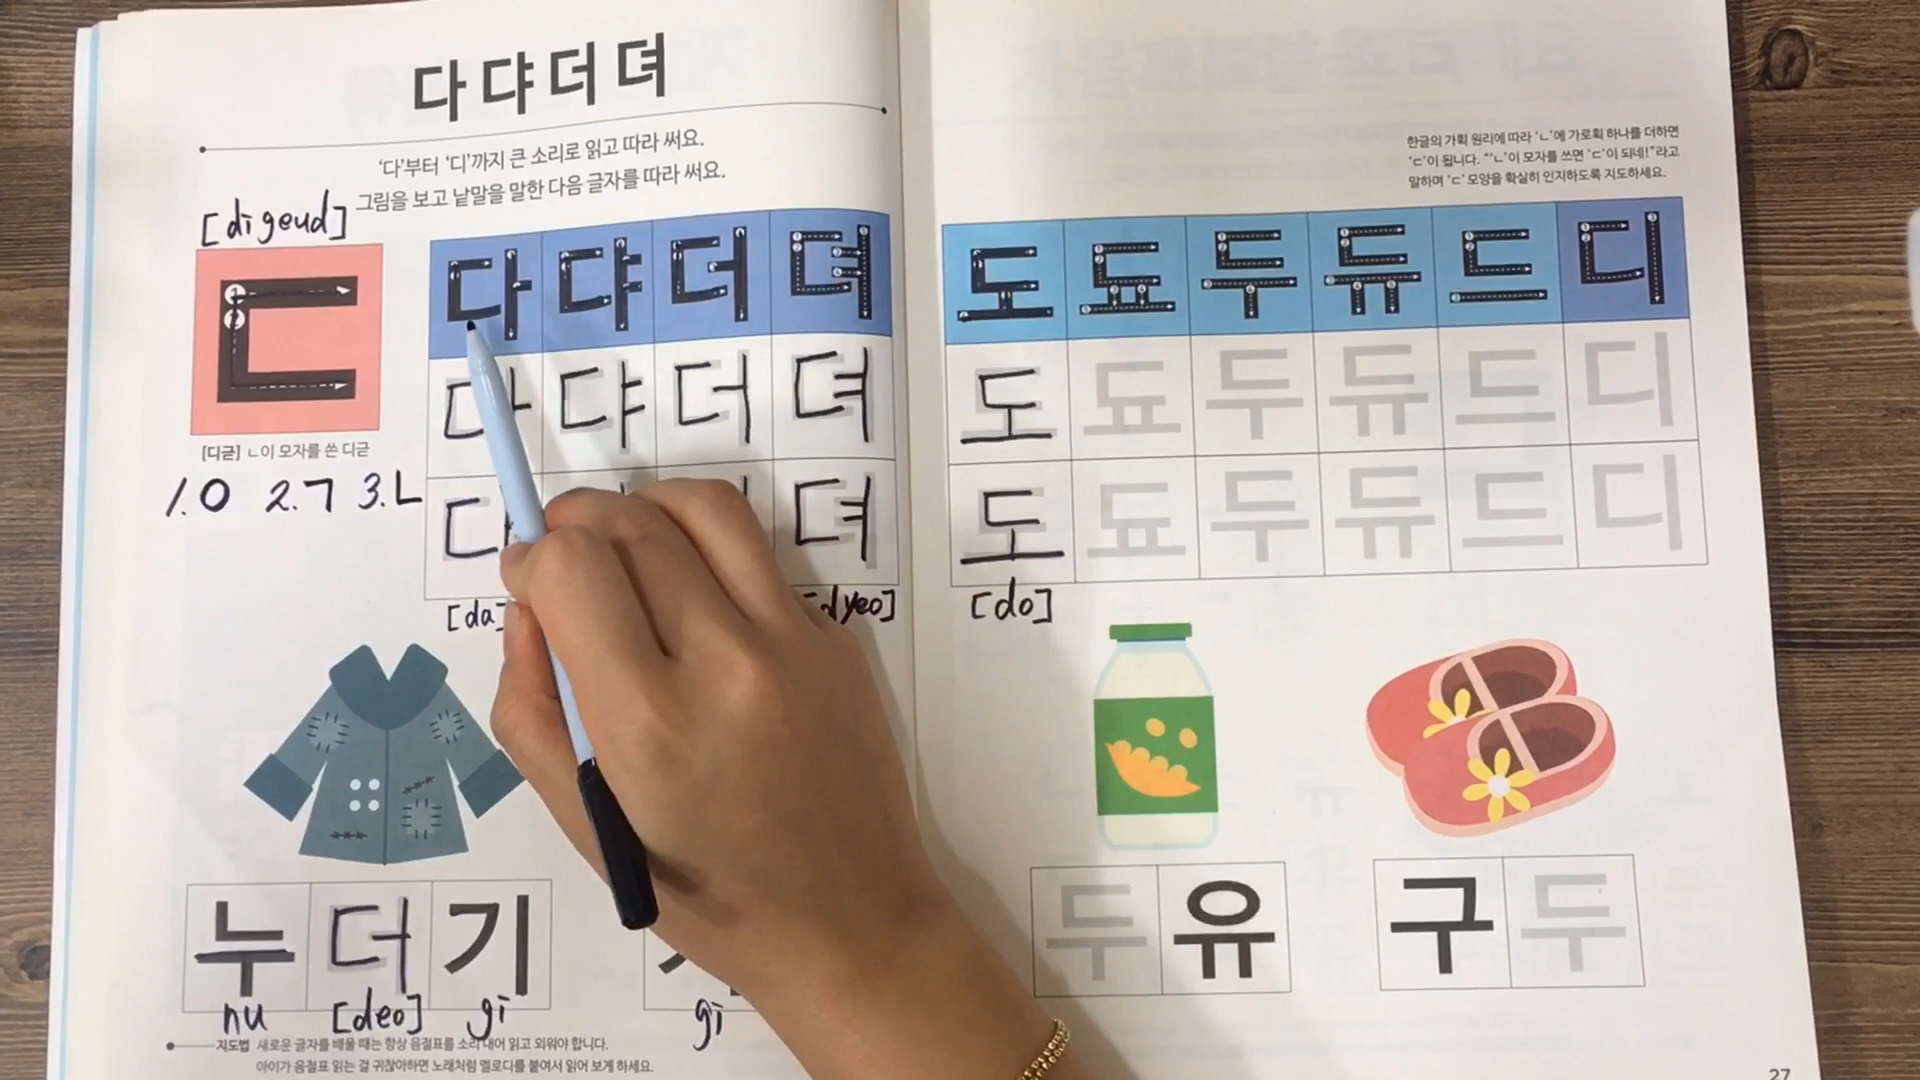 다 댜 더 뎌
‘다’부터 ‘디’까지 큰 소리로 읽고 따라 써요.
그림을 보고 낱말을 말한 다음 글자를 따라 써요.
[digeud]
ㄷ
[디귿] ㄴ이 모자를 쓴 디귿
1.ㅇ 2.ㄱ 3.ㄴ
다 댜 더 뎌
다 댜 더 뎌
뎌
[da] dyeo]
누 더 기
nu [deo] gi
기
gi
지도법 새로운 글자를 배울 때는 항상 음절표를 소리 내어 읽고 외워야 합니다.
아이가 음절표 읽는 걸 귀찮아하면 노래처럼 멜로디를 붙여서 읽어 보게 하세요.
한글의 가획 원리에 따라 ‘ㄴ’에 가로획 하나를 더하면
‘ㄷ’이 됩니다. “‘ㄴ’이 모자를 쓰면 ‘ㄷ’이 되네!”라고
말하며 ‘ㄷ’ 모양을 확실히 인지하도록 지도하세요.
도 됴 두 듀 드 디
도 됴 두 듀 드 디
도 됴 두 듀 드 디
[do]
두 유
구 두
27